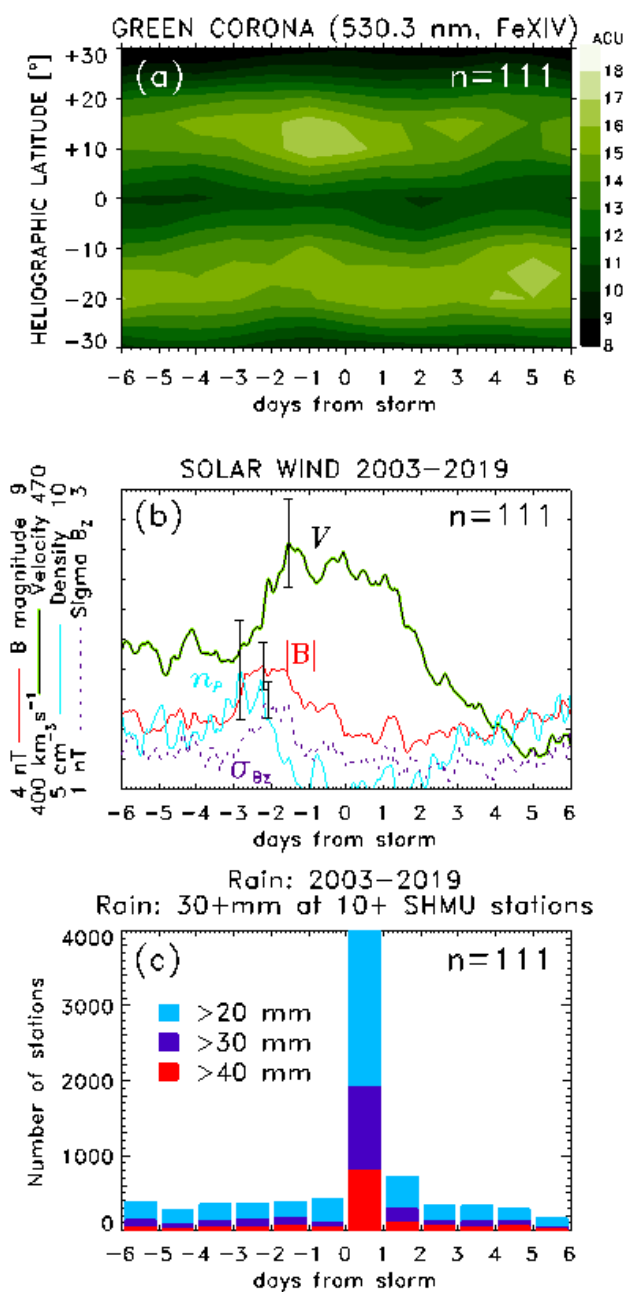 GREEN CORONA (530.3 nm, FeXIV)
ACU
(a)
n=111
HELIOGRAPHIC LATITUDE [°]
+30
+20
+10
0
-10
-20
-30
18
17
16
15
14
13
12
11
10
9
8
-6 -5 -4 -3 -2 -1 0 1 2 3 4 5 6
days from storm
SOLAR WIND 2003-2019
(b)
n=111
4 nT B magnitude 9
400 km s⁻¹ Velocity 470
5 cm⁻³ Density 10
1 nT Sigma Bz 3
V
|B|
nₚ
σBz
-6 -5 -4 -3 -2 -1 0 1 2 3 4 5 6
days from storm
Rain: 2003-2019
Rain: 30+mm at 10+ SHMU stations
(c)
n=111
Number of stations
4000
3000
2000
1000
0
>20 mm
>30 mm
>40 mm
-6 -5 -4 -3 -2 -1 0 1 2 3 4 5 6
days from storm